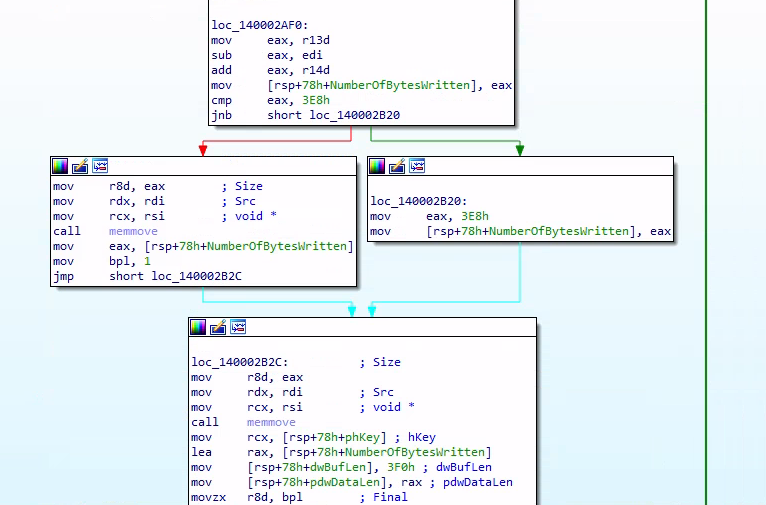 loc_140002AF0:
mov eax, r13d
sub eax, edi
add eax, r14d
mov [rsp+78h+NumberOfBytesWritten], eax
cmp eax, 3E8h
jnb short loc_140002B20
mov r8d, eax ; Size
mov rdx, rdi ; Src
mov rcx, rsi ; void *
call memmove
mov eax, [rsp+78h+NumberOfBytesWritten]
mov bpl, 1
jmp short loc_140002B2C
loc_140002B20:
mov eax, 3E8h
mov [rsp+78h+NumberOfBytesWritten], eax
loc_140002B2C: ; Size
mov r8d, eax
mov rdx, rdi ; Src
mov rcx, rsi ; void *
call memmove
mov rcx, [rsp+78h+phKey] ; hKey
lea rax, [rsp+78h+NumberOfBytesWritten]
mov [rsp+78h+dwBufLen], 3F0h ; dwBufLen
mov [rsp+78h+pdwDataLen], rax ; pdwDataLen
movzx r8d, bpl ; Final